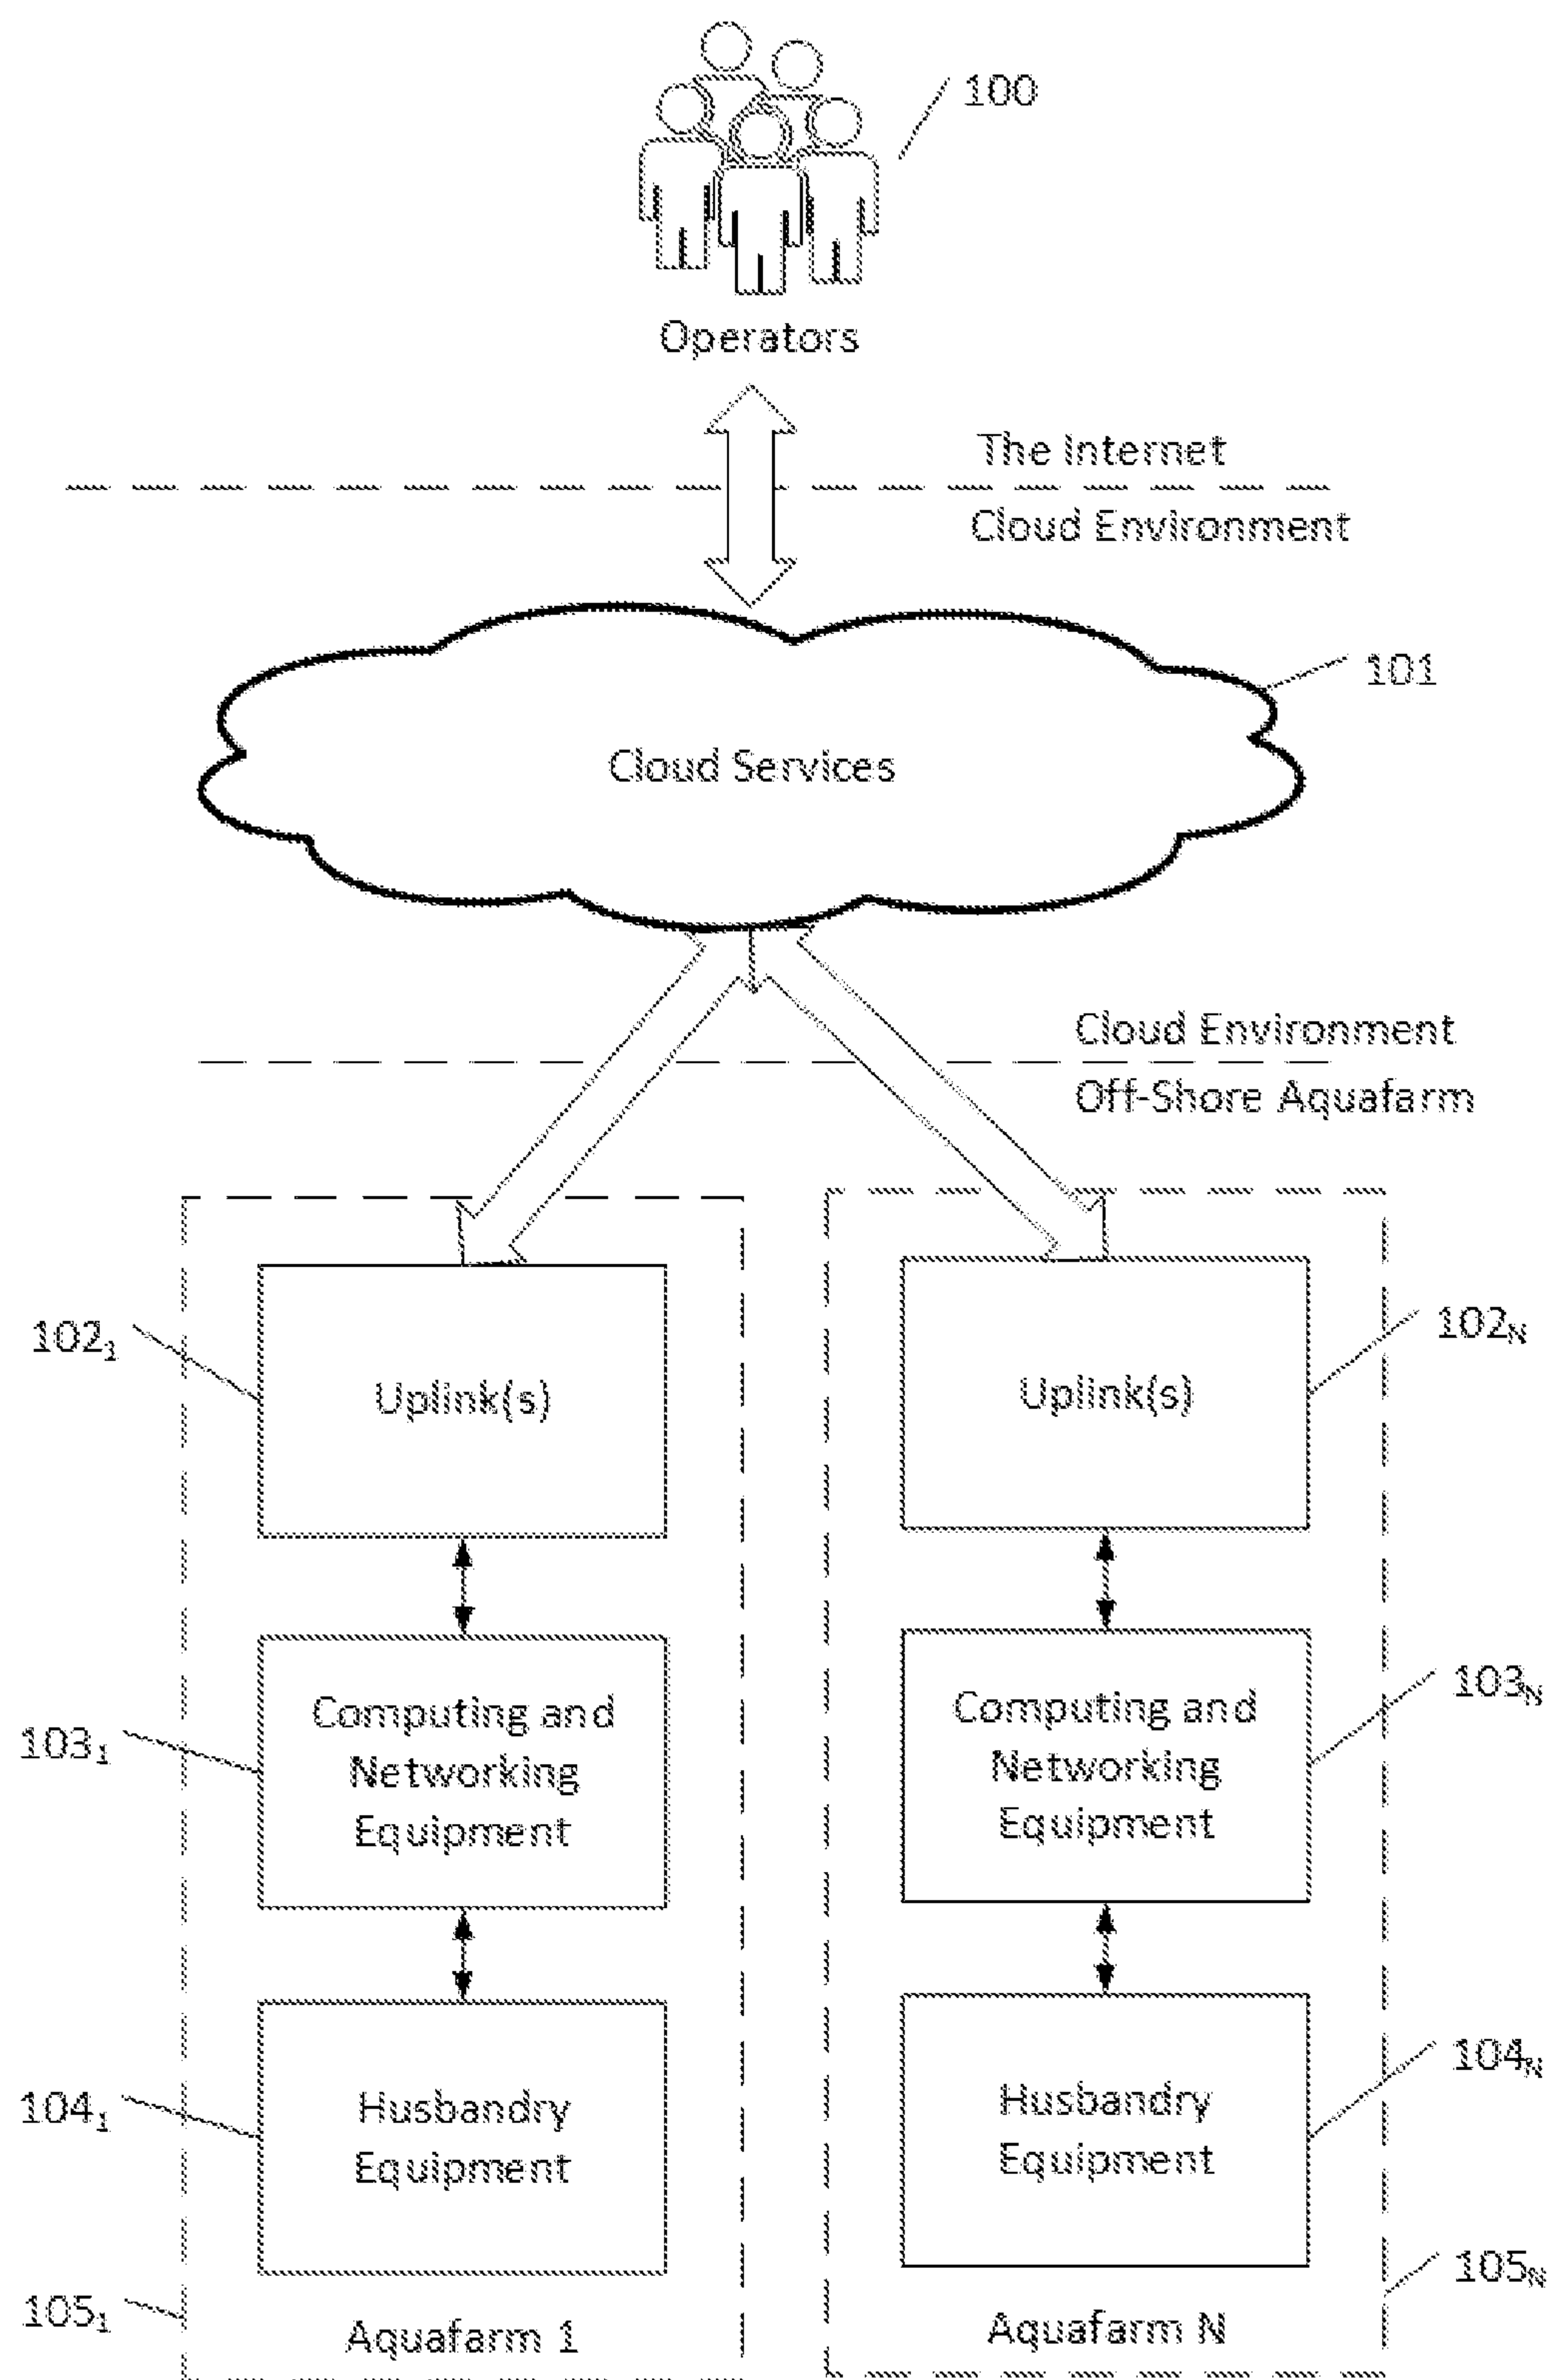 100
Operators
The Internet
Cloud Environment
101
Cloud Services
Cloud Environment
Off-Shore Aquafarm
102₁
Uplink(s)
Uplink(s)
102ₙ
103₁
Computing and
Networking
Equipment
Computing and
Networking
Equipment
103ₙ
104₁
Husbandry
Equipment
Husbandry
Equipment
104ₙ
105₁
Aquafarm 1
Aquafarm N
105ₙ